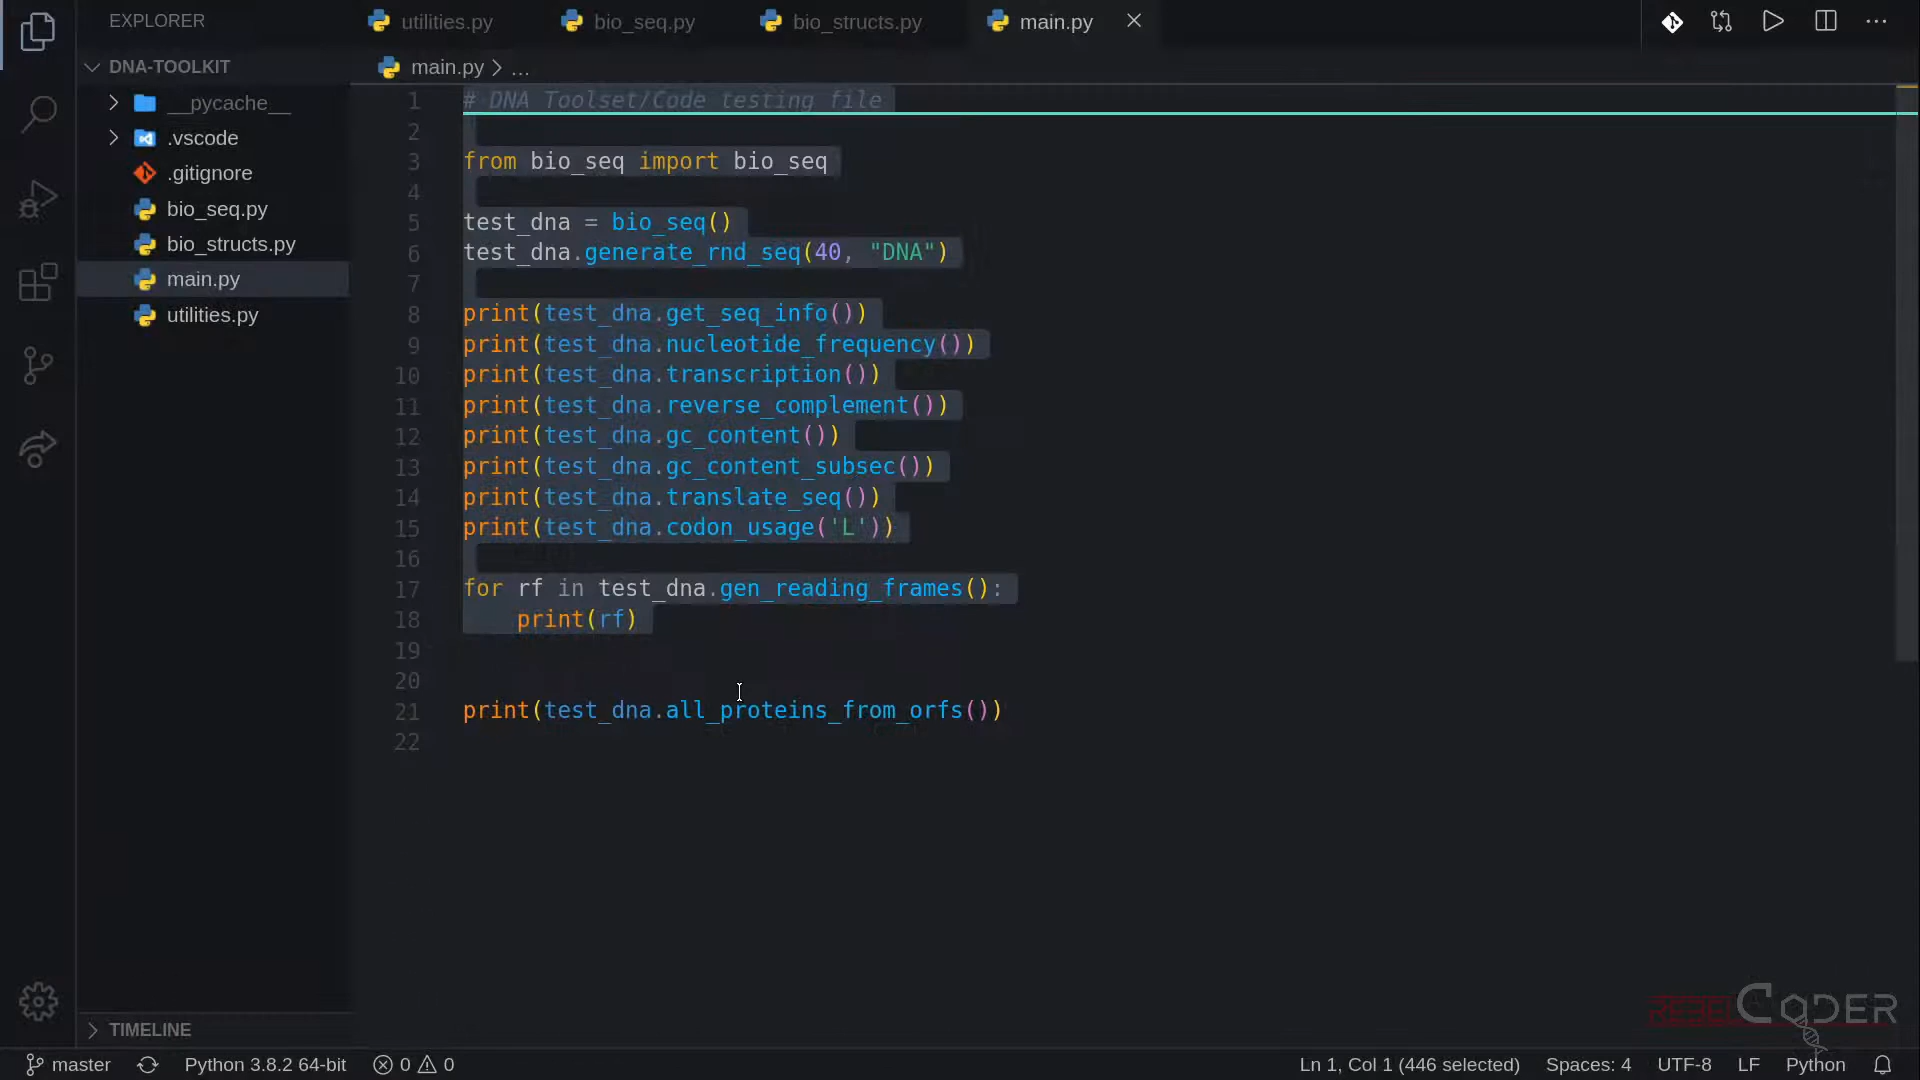 EXPLORER
utilities.py
bio_seq.py
bio_structs.py
main.py
DNA-TOOLKIT
__pycache__
.vscode
.gitignore
bio_seq.py
bio_structs.py
main.py
utilities.py
TIMELINE
main.py > ...
1 # DNA Toolset/Code testing file
2
3 from bio_seq import bio_seq
4
5 test_dna = bio_seq()
6 test_dna.generate_rnd_seq(40, "DNA")
7
8 print(test_dna.get_seq_info())
9 print(test_dna.nucleotide_frequency())
10 print(test_dna.transcription())
11 print(test_dna.reverse_complement())
12 print(test_dna.gc_content())
13 print(test_dna.gc_content_subsec())
14 print(test_dna.translate_seq())
15 print(test_dna.codon_usage('L'))
16
17 for rf in test_dna.gen_reading_frames():
18     print(rf)
19
20
21 print(test_dna.all_proteins_from_orfs())
22
REBELCODER
master Python 3.8.2 64-bit 0 0 Ln 1, Col 1 (446 selected) Spaces: 4 UTF-8 LF Python